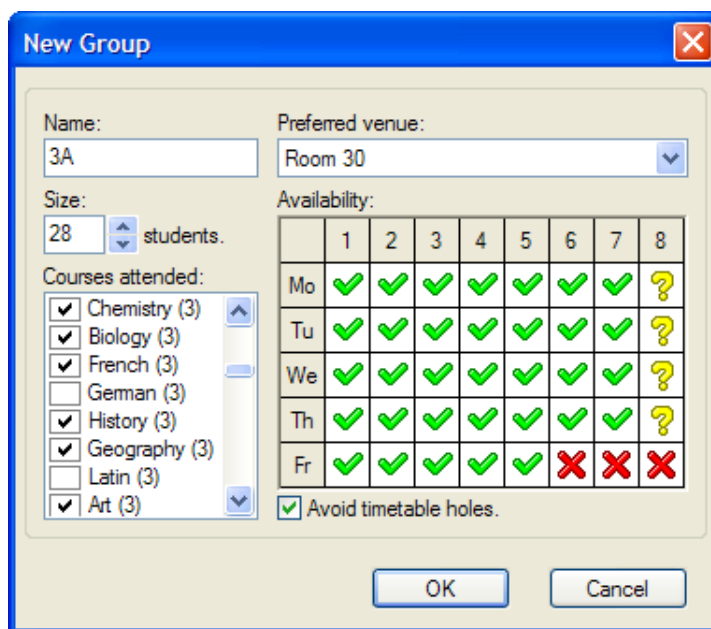 New Group
Name:
3A
Preferred venue:
Room 30
Size:
28 students.
Courses attended:
Chemistry (3)
Biology (3)
French (3)
German (3)
History (3)
Geography (3)
Latin (3)
Art (3)
Availability:
1 2 3 4 5 6 7 8
Mo
Tu
We
Th
Fr
Avoid timetable holes.
OK
Cancel